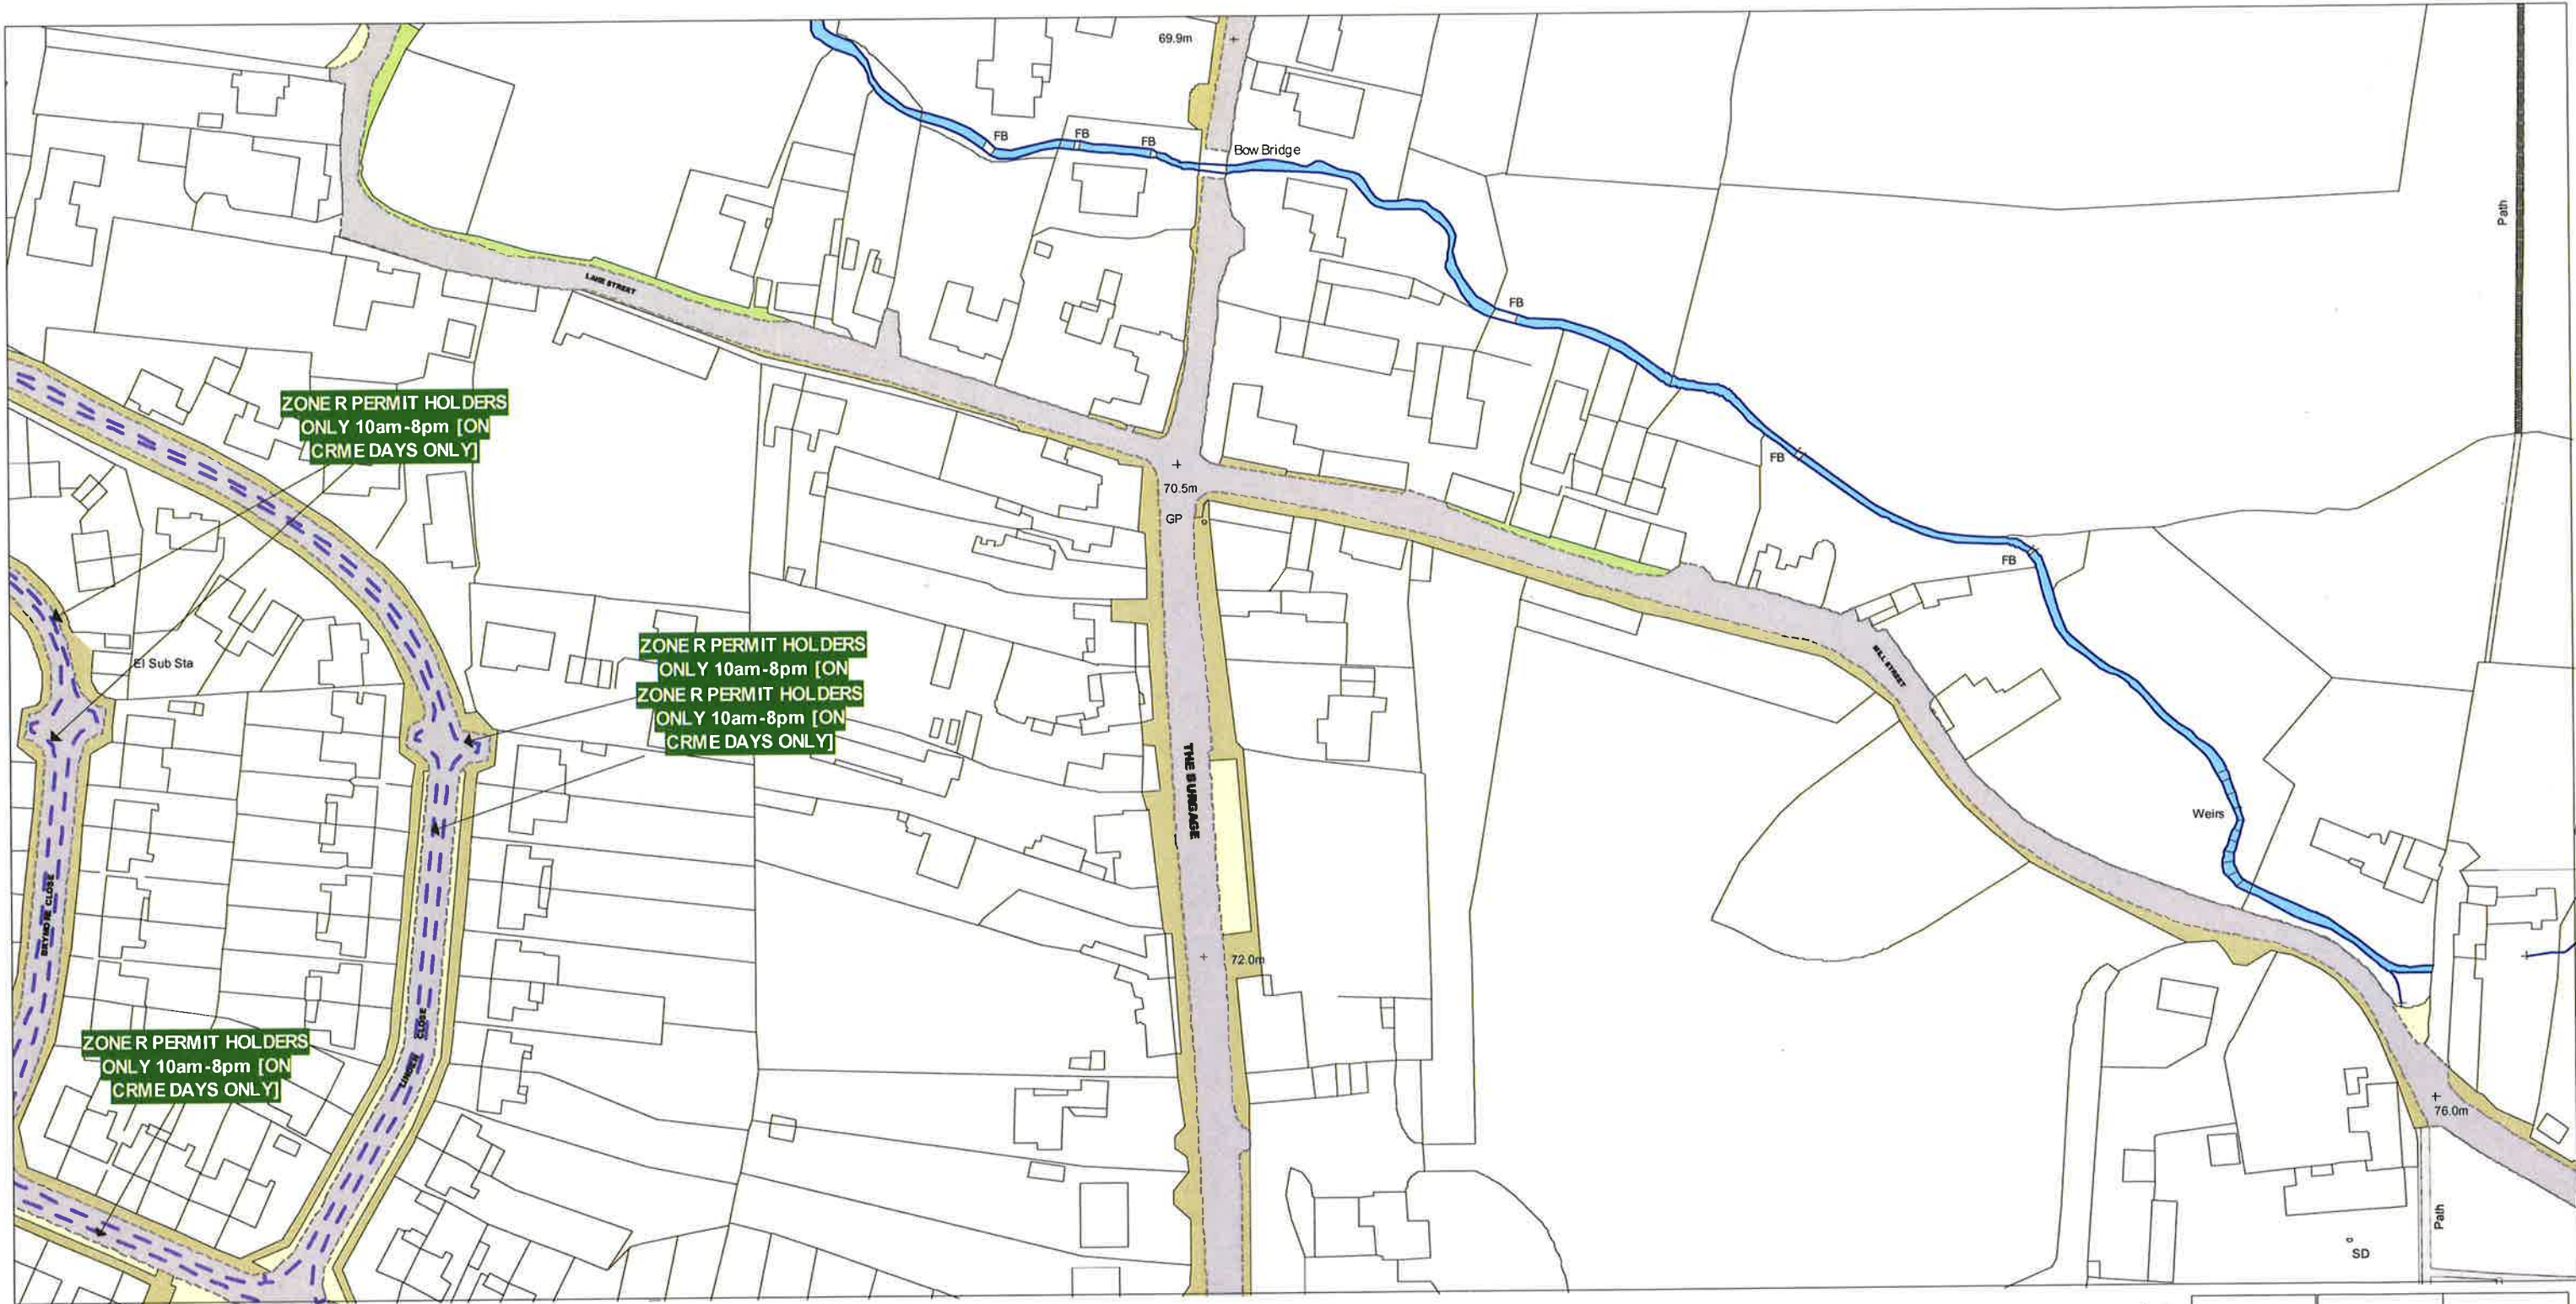 69.9m
FB
FB
FB
Bow Bridge
Path
LAKE STREET
FB
ZONE R PERMIT HOLDERS
ONLY 10am-8pm [ON
CRME DAYS ONLY]
FB
70.5m
GP
FB
El Sub Sta
ZONE R PERMIT HOLDERS
ONLY 10am-8pm [ON
ZONE R PERMIT HOLDERS
ONLY 10am-8pm [ON
CRME DAYS ONLY]
MILL STREET
THE BURGAGE
Weirs
CLOSE
72.0m
LINDEN CLOSE
ZONE R PERMIT HOLDERS
ONLY 10am-8pm [ON
CRME DAYS ONLY]
76.0m
Path
SD